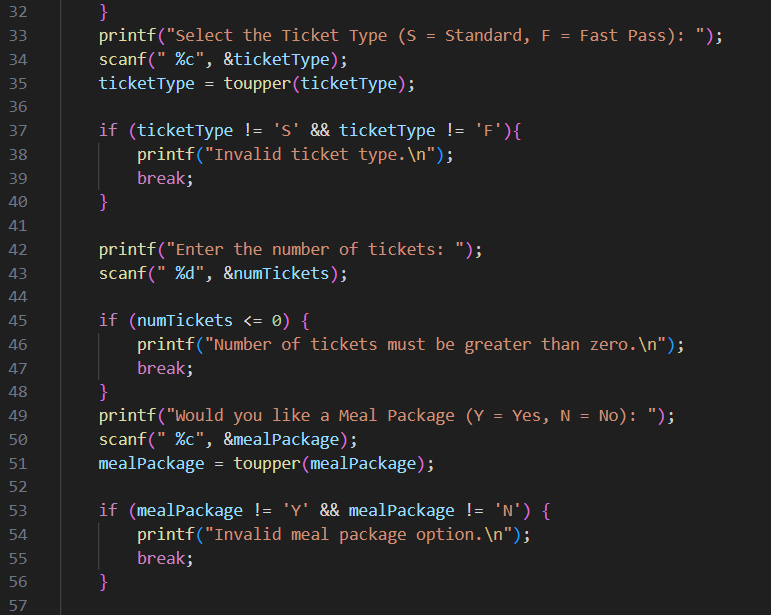 32 }
33 printf("Select the Ticket Type (S = Standard, F = Fast Pass): ");
34 scanf(" %c", &ticketType);
35 ticketType = toupper(ticketType);
36
37 if (ticketType != 'S' && ticketType != 'F'){
38 printf("Invalid ticket type.\n");
39 break;
40 }
41
42 printf("Enter the number of tickets: ");
43 scanf(" %d", &numTickets);
44
45 if (numTickets <= 0) {
46 printf("Number of tickets must be greater than zero.\n");
47 break;
48 }
49 printf("Would you like a Meal Package (Y = Yes, N = No): ");
50 scanf(" %c", &mealPackage);
51 mealPackage = toupper(mealPackage);
52
53 if (mealPackage != 'Y' && mealPackage != 'N') {
54 printf("Invalid meal package option.\n");
55 break;
56 }
57